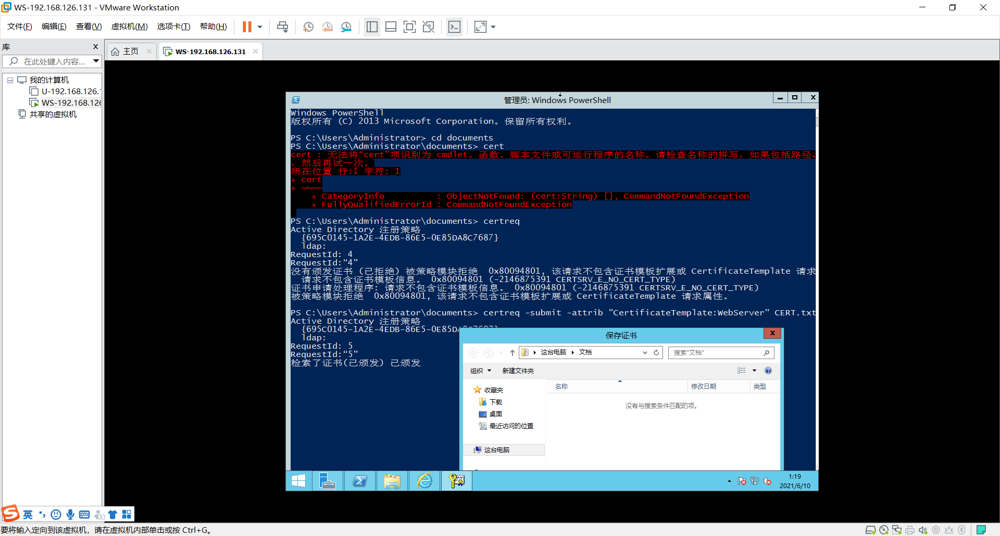 WS-192.168.126.131 - VMware Workstation
文件(F) 编辑(E) 查看(V) 虚拟机(M) 选项卡(T) 帮助(H)
库
主页
WS-192.168.126.131
在此处键入内容...
我的计算机
U-192.168.126.
WS-192.168.126
共享的虚拟机
管理员: Windows PowerShell
Windows PowerShell
版权所有 (C) 2013 Microsoft Corporation。保留所有权利。
PS C:\Users\Administrator> cd documents
PS C:\Users\Administrator\documents> cert
cert : 无法将“cert”项识别为 cmdlet、函数、脚本文件或可运行程序的名称。请检查名称的拼写，如果包括路径，
，然后再试一次。
所在位置 行:1 字符: 1
+ cert
+ ~~~~
+ CategoryInfo : ObjectNotFound: (cert:String) [], CommandNotFoundException
+ FullyQualifiedErrorId : CommandNotFoundException
PS C:\Users\Administrator\documents> certreq
Active Directory 注册策略
{695C0145-1A2E-4EDB-86E5-0E85DA8C7687}
ldap:
RequestId: 4
RequestId:“4”
没有颁发证书 (已拒绝) 被策略模块拒绝 0x80094801, 该请求不包含证书模板扩展或 CertificateTemplate 请求
请求不包含证书模板信息。 0x80094801 (-2146875391 CERTSRV_E_NO_CERT_TYPE)
证书申请处理程序: 请求不包含证书模板信息。 0x80094801 (-2146875391 CERTSRV_E_NO_CERT_TYPE)
被策略模块拒绝 0x80094801, 该请求不包含证书模板扩展或 CertificateTemplate 请求属性。
PS C:\Users\Administrator\documents> certreq -submit -attrib "CertificateTemplate:WebServer" CERT.txt
Active Directory 注册策略
{695C0145-1A2E-4EDB-86E5-0E85DA8C7687}
ldap:
RequestId: 5
RequestId:“5”
检索了证书(已颁发) 已颁发
保存证书
这台电脑 文档
搜索"文档"
组织 新建文件夹
名称 修改日期 类型
没有与搜索条件匹配的项。
收藏夹
下载
桌面
最近访问的位置
这台电脑
1:19
2021/6/10
英
要将输入定向到该虚拟机，请在虚拟机内部单击或按 Ctrl+G。